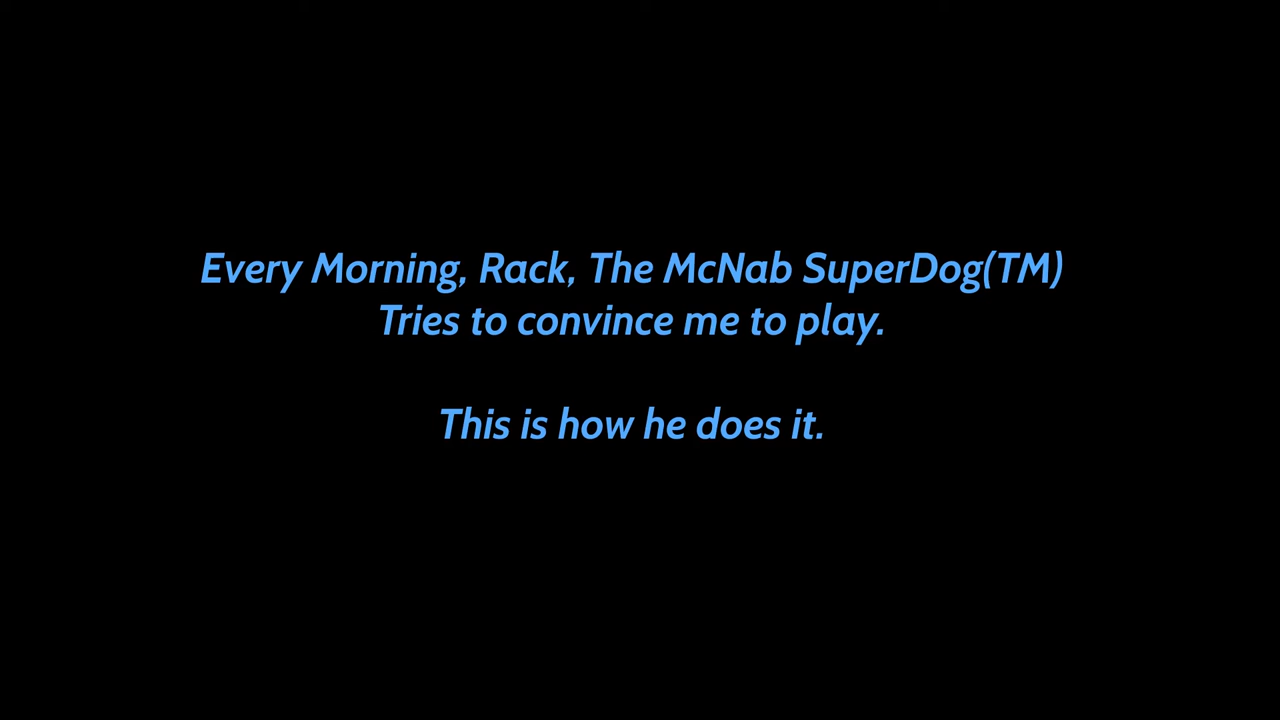 Every Morning, Rack, The McNab SuperDog(TM)
Tries to convince me to play.
This is how he does it.